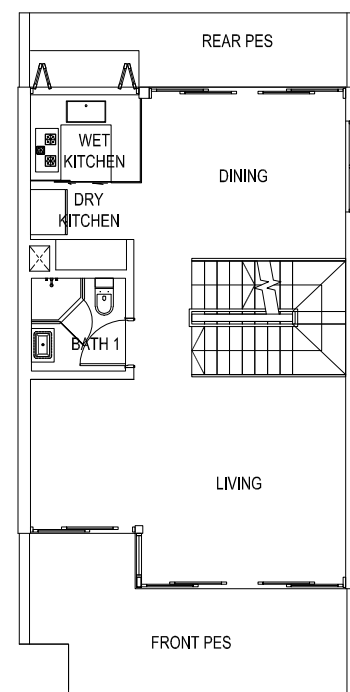 REAR PES
WET
KITCHEN
DINING
DRY
KITCHEN
BATH 1
LIVING
FRONT PES